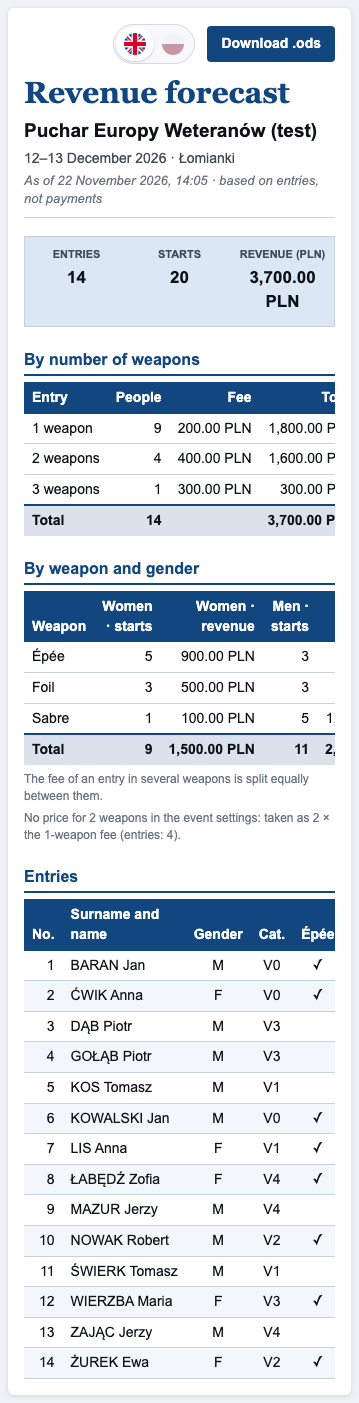 Download .ods
Revenue forecast
Puchar Europy Weteranów (test)
12–13 December 2026 · Łomianki
As of 22 November 2026, 14:05 · based on entries,
not payments
ENTRIES STARTS REVENUE (PLN)
14 20 3,700.00
PLN
By number of weapons
Entry People Fee To
1 weapon 9 200.00 PLN 1,800.00 P
2 weapons 4 400.00 PLN 1,600.00 P
3 weapons 1 300.00 PLN 300.00 P
Total 14 3,700.00 P
By weapon and gender
Women Women · Men ·
Weapon · starts revenue starts
Épée 5 900.00 PLN 3
Foil 3 500.00 PLN 3
Sabre 1 100.00 PLN 5 1,
Total 9 1,500.00 PLN 11 2,
The fee of an entry in several weapons is split equally
between them.
No price for 2 weapons in the event settings: taken as 2 ×
the 1-weapon fee (entries: 4).
Entries
Surname and
No. name Gender Cat. Épée
1 BARAN Jan M V0 ✓
2 ĆWIK Anna F V0 ✓
3 DĄB Piotr M V3
4 GOŁĄB Piotr M V3
5 KOS Tomasz M V1
6 KOWALSKI Jan M V0 ✓
7 LIS Anna F V1 ✓
8 ŁABĘDŹ Zofia F V4 ✓
9 MAZUR Jerzy M V4
10 NOWAK Robert M V2 ✓
11 ŚWIERK Tomasz M V1
12 WIERZBA Maria F V3 ✓
13 ZAJĄC Jerzy M V4
14 ŻUREK Ewa F V2 ✓